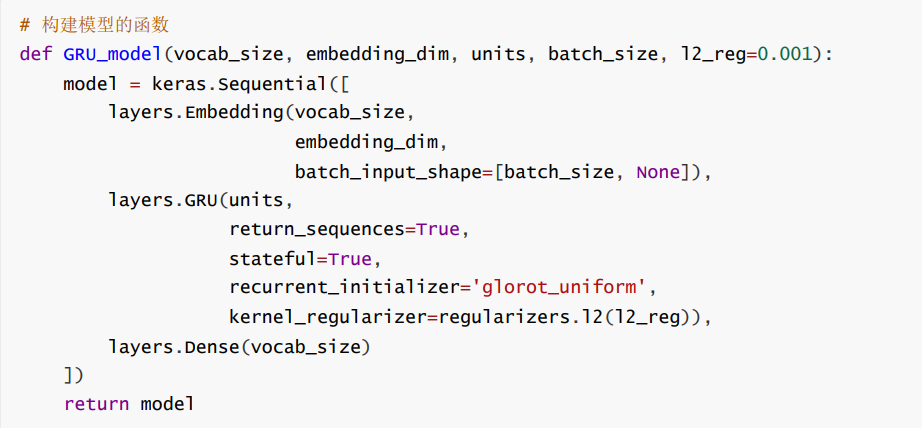 # 构建模型的函数
def GRU_model(vocab_size, embedding_dim, units, batch_size, l2_reg=0.001):
    model = keras.Sequential([
        layers.Embedding(vocab_size,
                         embedding_dim,
                         batch_input_shape=[batch_size, None]),
        layers.GRU(units,
                   return_sequences=True,
                   stateful=True,
                   recurrent_initializer='glorot_uniform',
                   kernel_regularizer=regularizers.l2(l2_reg)),
        layers.Dense(vocab_size)
    ])
    return model